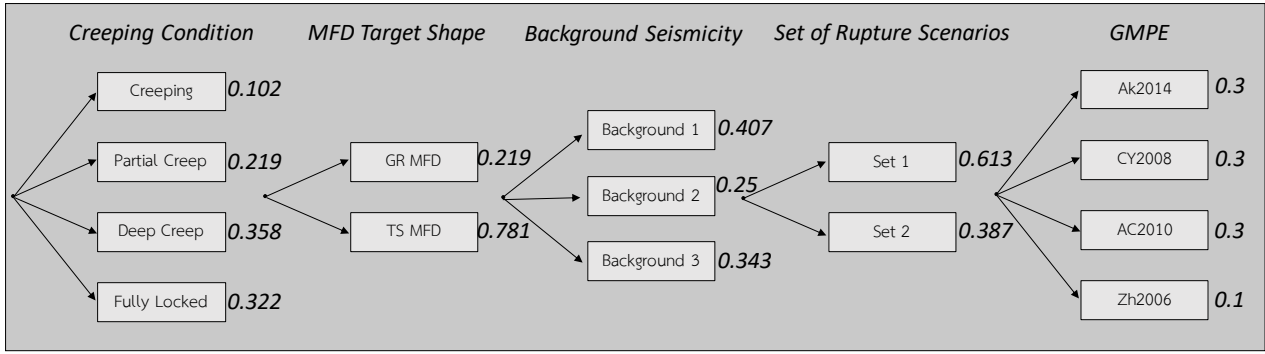 Creeping Condition
MFD Target Shape
Background Seismicity
Set of Rupture Scenarios
GMPE
Creeping 0.102
Partial Creep 0.219
Deep Creep 0.358
Fully Locked 0.322
GR MFD 0.219
TS MFD 0.781
Background 1 0.407
Background 2 0.25
Background 3 0.343
Set 1 0.613
Set 2 0.387
Ak2014 0.3
CY2008 0.3
AC2010 0.3
Zh2006 0.1